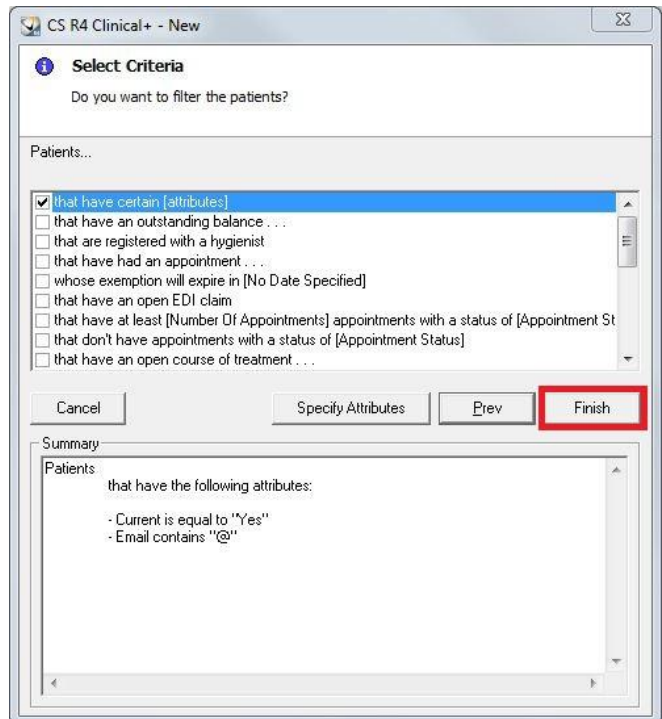 CS R4 Clinical+ - New
Select Criteria
Do you want to filter the patients?
Patients...
that have certain [attributes]
that have an outstanding balance . . .
that are registered with a hygienist
that have had an appointment . . .
whose exemption will expire in [No Date Specified]
that have an open EDI claim
that have at least [Number Of Appointments] appointments with a status of [Appointment St
that don't have appointments with a status of [Appointment Status]
that have an open course of treatment . . .
Cancel Specify Attributes Prev Finish
Summary
Patients
that have the following attributes:
- Current is equal to "Yes"
- Email contains "@"